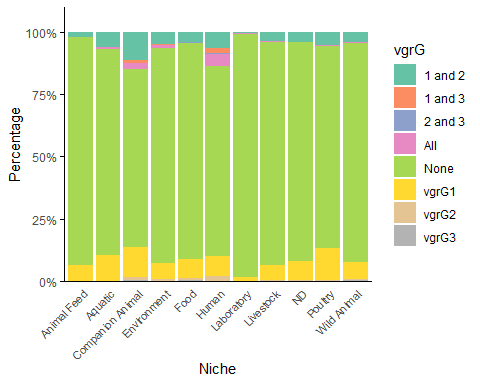 100%
75%
50%
25%
0%
Percentage
Animal Feed
Aquatic
Companion Animal
Environment
Food
Human
Laboratory
Livestock
ND
Poultry
Wild Animal
Niche
vgrG
1 and 2
1 and 3
2 and 3
All
None
vgrG1
vgrG2
vgrG3